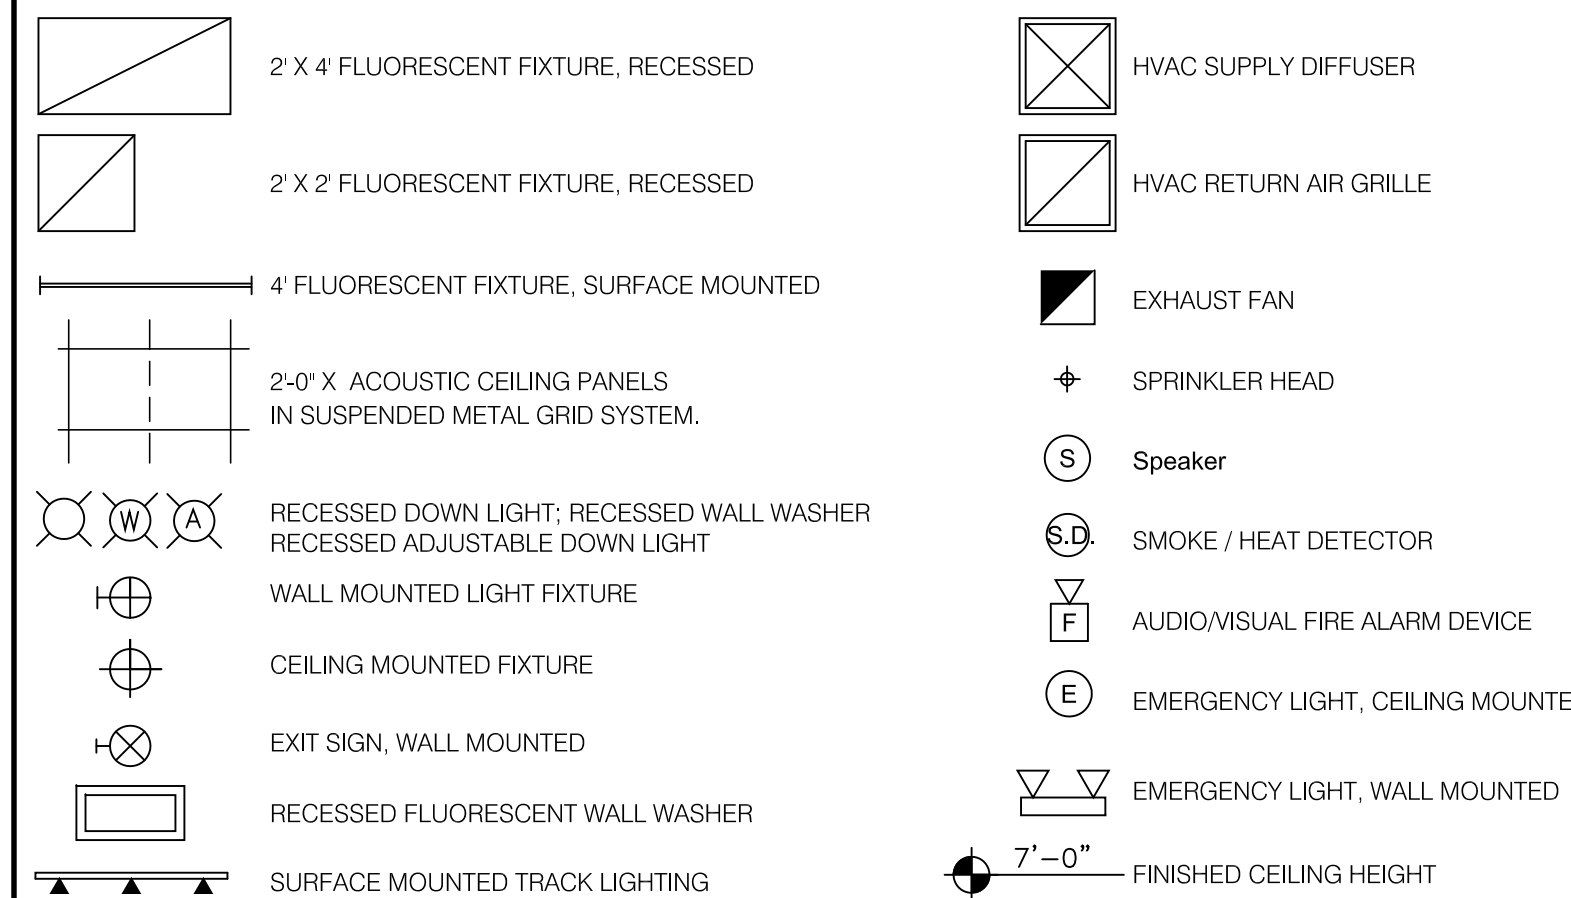 2' X 4' FLUORESCENT FIXTURE, RECESSED
2' X 2' FLUORESCENT FIXTURE, RECESSED
4' FLUORESCENT FIXTURE, SURFACE MOUNTED
2'-0" X  ACOUSTIC CEILING PANELS
IN SUSPENDED METAL GRID SYSTEM.
W A
RECESSED DOWN LIGHT; RECESSED WALL WASHER
RECESSED ADJUSTABLE DOWN LIGHT
WALL MOUNTED LIGHT FIXTURE
CEILING MOUNTED FIXTURE
EXIT SIGN, WALL MOUNTED
RECESSED FLUORESCENT WALL WASHER
SURFACE MOUNTED TRACK LIGHTING
HVAC SUPPLY DIFFUSER
HVAC RETURN AIR GRILLE
EXHAUST FAN
SPRINKLER HEAD
S Speaker
S.D. SMOKE / HEAT DETECTOR
F AUDIO/VISUAL FIRE ALARM DEVICE
E EMERGENCY LIGHT, CEILING MOUNTE
EMERGENCY LIGHT, WALL MOUNTED
7'-0" FINISHED CEILING HEIGHT